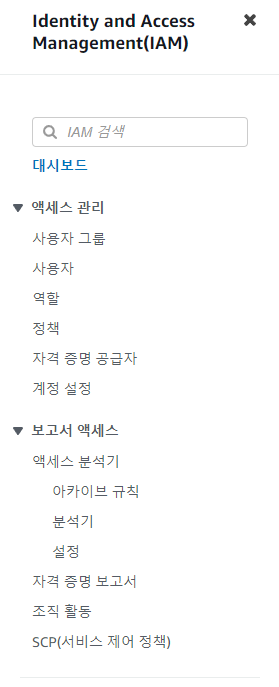 Identity and Access
Management(IAM)
IAM 검색
대시보드
액세스 관리
사용자 그룹
사용자
역할
정책
자격 증명 공급자
계정 설정
보고서 액세스
액세스 분석기
아카이브 규칙
분석기
설정
자격 증명 보고서
조직 활동
SCP(서비스 제어 정책)